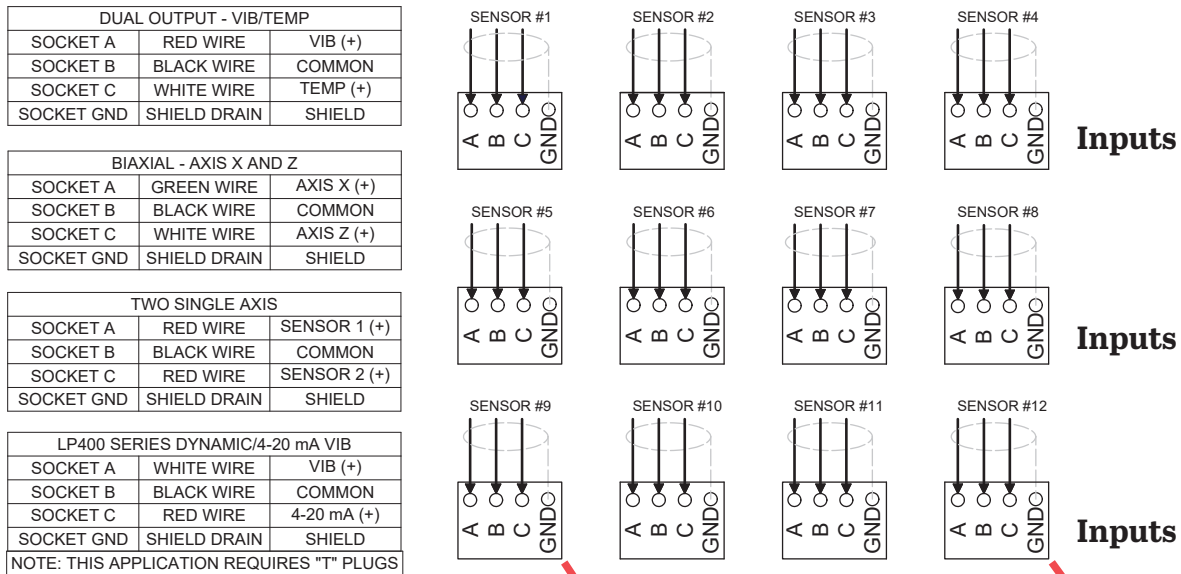 DUAL OUTPUT - VIB/TEMP
SOCKET A RED WIRE VIB (+)
SOCKET B BLACK WIRE COMMON
SOCKET C WHITE WIRE TEMP (+)
SOCKET GND SHIELD DRAIN SHIELD
BIAXIAL - AXIS X AND Z
SOCKET A GREEN WIRE AXIS X (+)
SOCKET B BLACK WIRE COMMON
SOCKET C WHITE WIRE AXIS Z (+)
SOCKET GND SHIELD DRAIN SHIELD
TWO SINGLE AXIS
SOCKET A RED WIRE SENSOR 1 (+)
SOCKET B BLACK WIRE COMMON
SOCKET C RED WIRE SENSOR 2 (+)
SOCKET GND SHIELD DRAIN SHIELD
LP400 SERIES DYNAMIC/4-20 mA VIB
SOCKET A WHITE WIRE VIB (+)
SOCKET B BLACK WIRE COMMON
SOCKET C RED WIRE 4-20 mA (+)
SOCKET GND SHIELD DRAIN SHIELD
NOTE: THIS APPLICATION REQUIRES "T" PLUGS
SENSOR #1 SENSOR #2 SENSOR #3 SENSOR #4
A B C GND A B C GND A B C GND A B C GND
Inputs
SENSOR #5 SENSOR #6 SENSOR #7 SENSOR #8
A B C GND A B C GND A B C GND A B C GND
Inputs
SENSOR #9 SENSOR #10 SENSOR #11 SENSOR #12
A B C GND A B C GND A B C GND A B C GND
Inputs